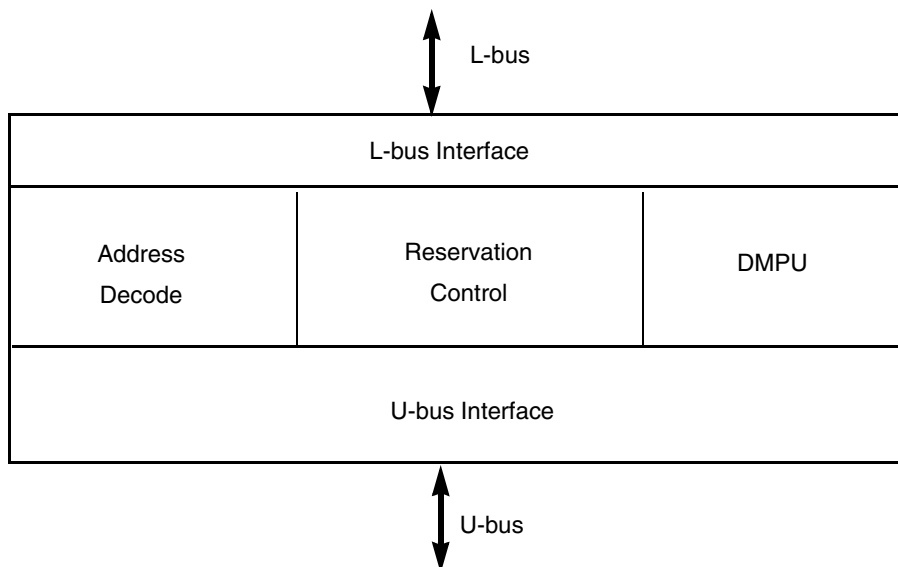 L-bus
L-bus Interface
Address
Decode
Reservation
Control
DMPU
U-bus Interface
U-bus